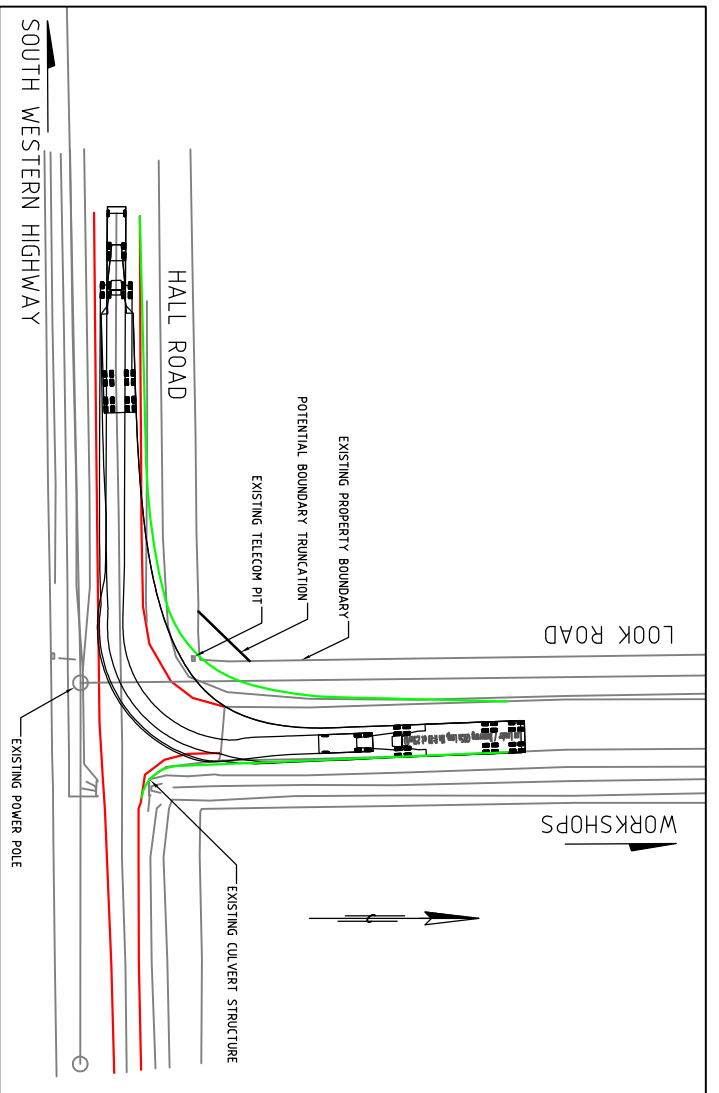 SOUTH WESTERN HIGHWAY
HALL ROAD
EXISTING TELECOM PIT
POTENTIAL BOUNDARY TRUNCATION
EXISTING PROPERTY BOUNDARY
LOOK ROAD
WORKSHOPS
EXISTING POWER POLE
EXISTING CULVERT STRUCTURE